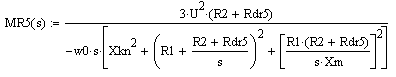 MR5(s) := 3·U²·(R2 + Rdr5) / −w0·s·[Xkn² + (R1 + (R2 + Rdr5)/s)² + [R1·(R2 + Rdr5)/(s·Xm)]²]